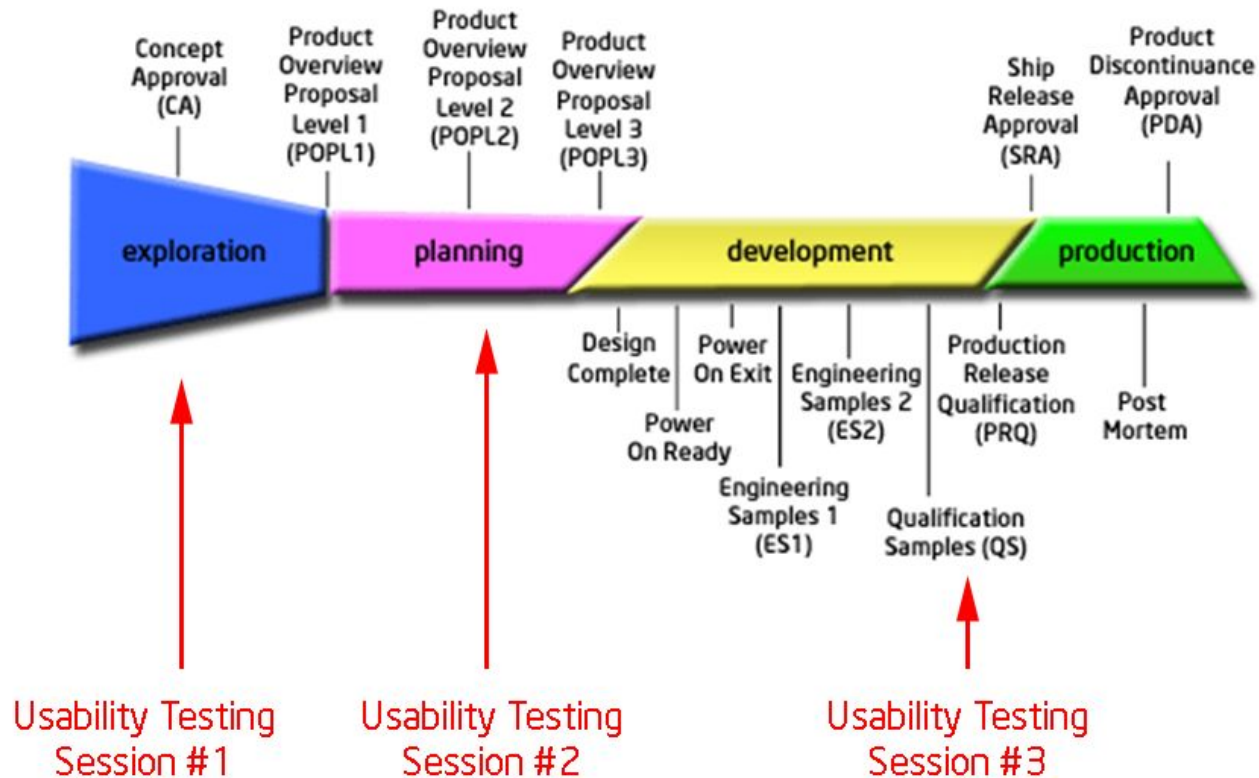 Concept
Approval
(CA)
Product
Overview
Proposal
Level 1
(POPL1)
Product
Overview
Proposal
Level 2
(POPL2)
Product
Overview
Proposal
Level 3
(POPL3)
Ship
Release
Approval
(SRA)
Product
Discontinuance
Approval
(PDA)
exploration
planning
development
production
Design
Complete
Power
On Ready
Power
On Exit
Engineering
Samples 1
(ES1)
Engineering
Samples 2
(ES2)
Qualification
Samples (QS)
Production
Release
Qualification
(PRQ)
Post
Mortem
Usability Testing
Session #1
Usability Testing
Session #2
Usability Testing
Session #3